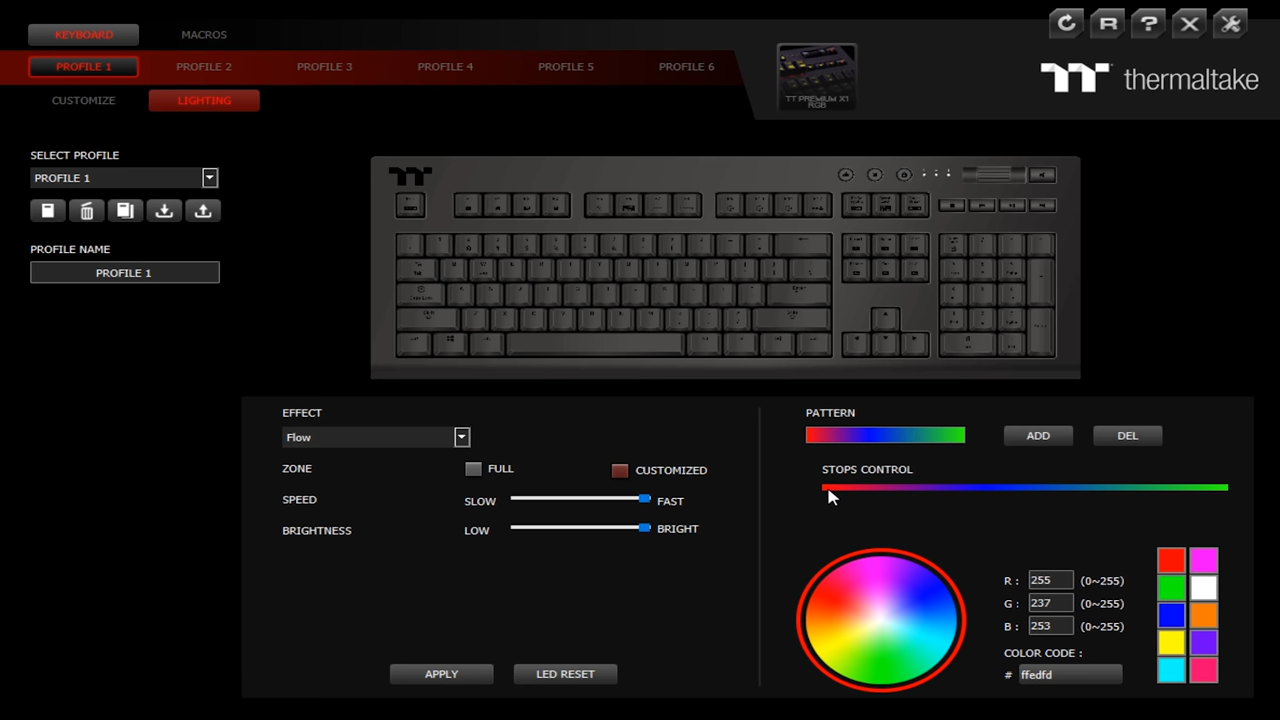 KEYBOARD MACROS
R ?
PROFILE 1 PROFILE 2 PROFILE 3 PROFILE 4 PROFILE 5 PROFILE 6
TT PREMIUM X1
RGB
thermaltake
CUSTOMIZE LIGHTING
SELECT PROFILE
PROFILE 1
PROFILE NAME
PROFILE 1
EFFECT
Flow
ZONE FULL CUSTOMIZED
SPEED SLOW FAST
BRIGHTNESS LOW BRIGHT
APPLY LED RESET
PATTERN
ADD DEL
STOPS CONTROL
R : 255 (0~255)
G : 237 (0~255)
B : 253 (0~255)
COLOR CODE :
# ffedfd